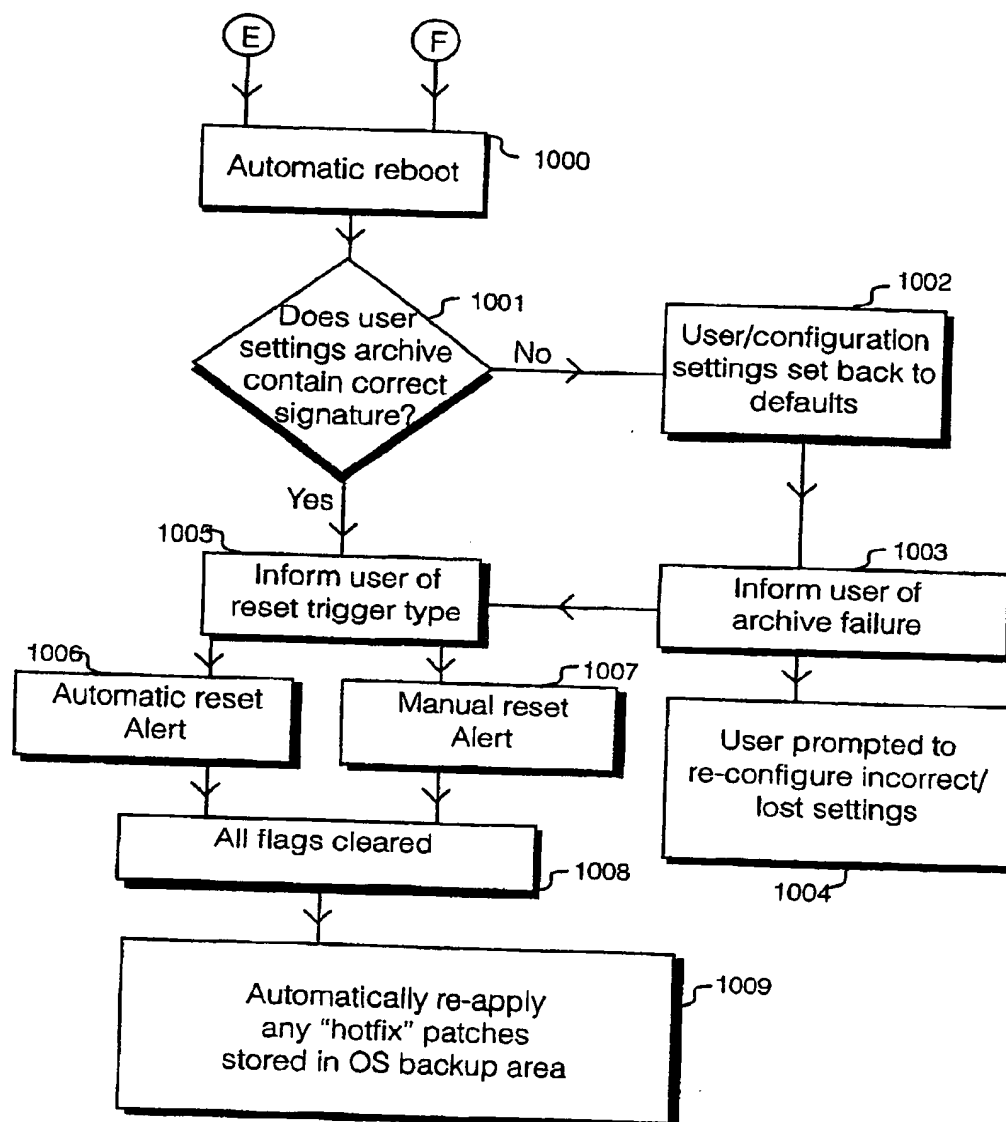 E
F
Automatic reboot
1000
Does user
settings archive
contain correct
signature?
1001
No
1002
User/configuration
settings set back to
defaults
Yes
1005
Inform user of
reset trigger type
1003
Inform user of
archive failure
1006
Automatic reset
Alert
1007
Manual reset
Alert
User prompted to
re-configure incorrect/
lost settings
1004
All flags cleared
1008
Automatically re-apply
any "hotfix" patches
stored in OS backup area
1009